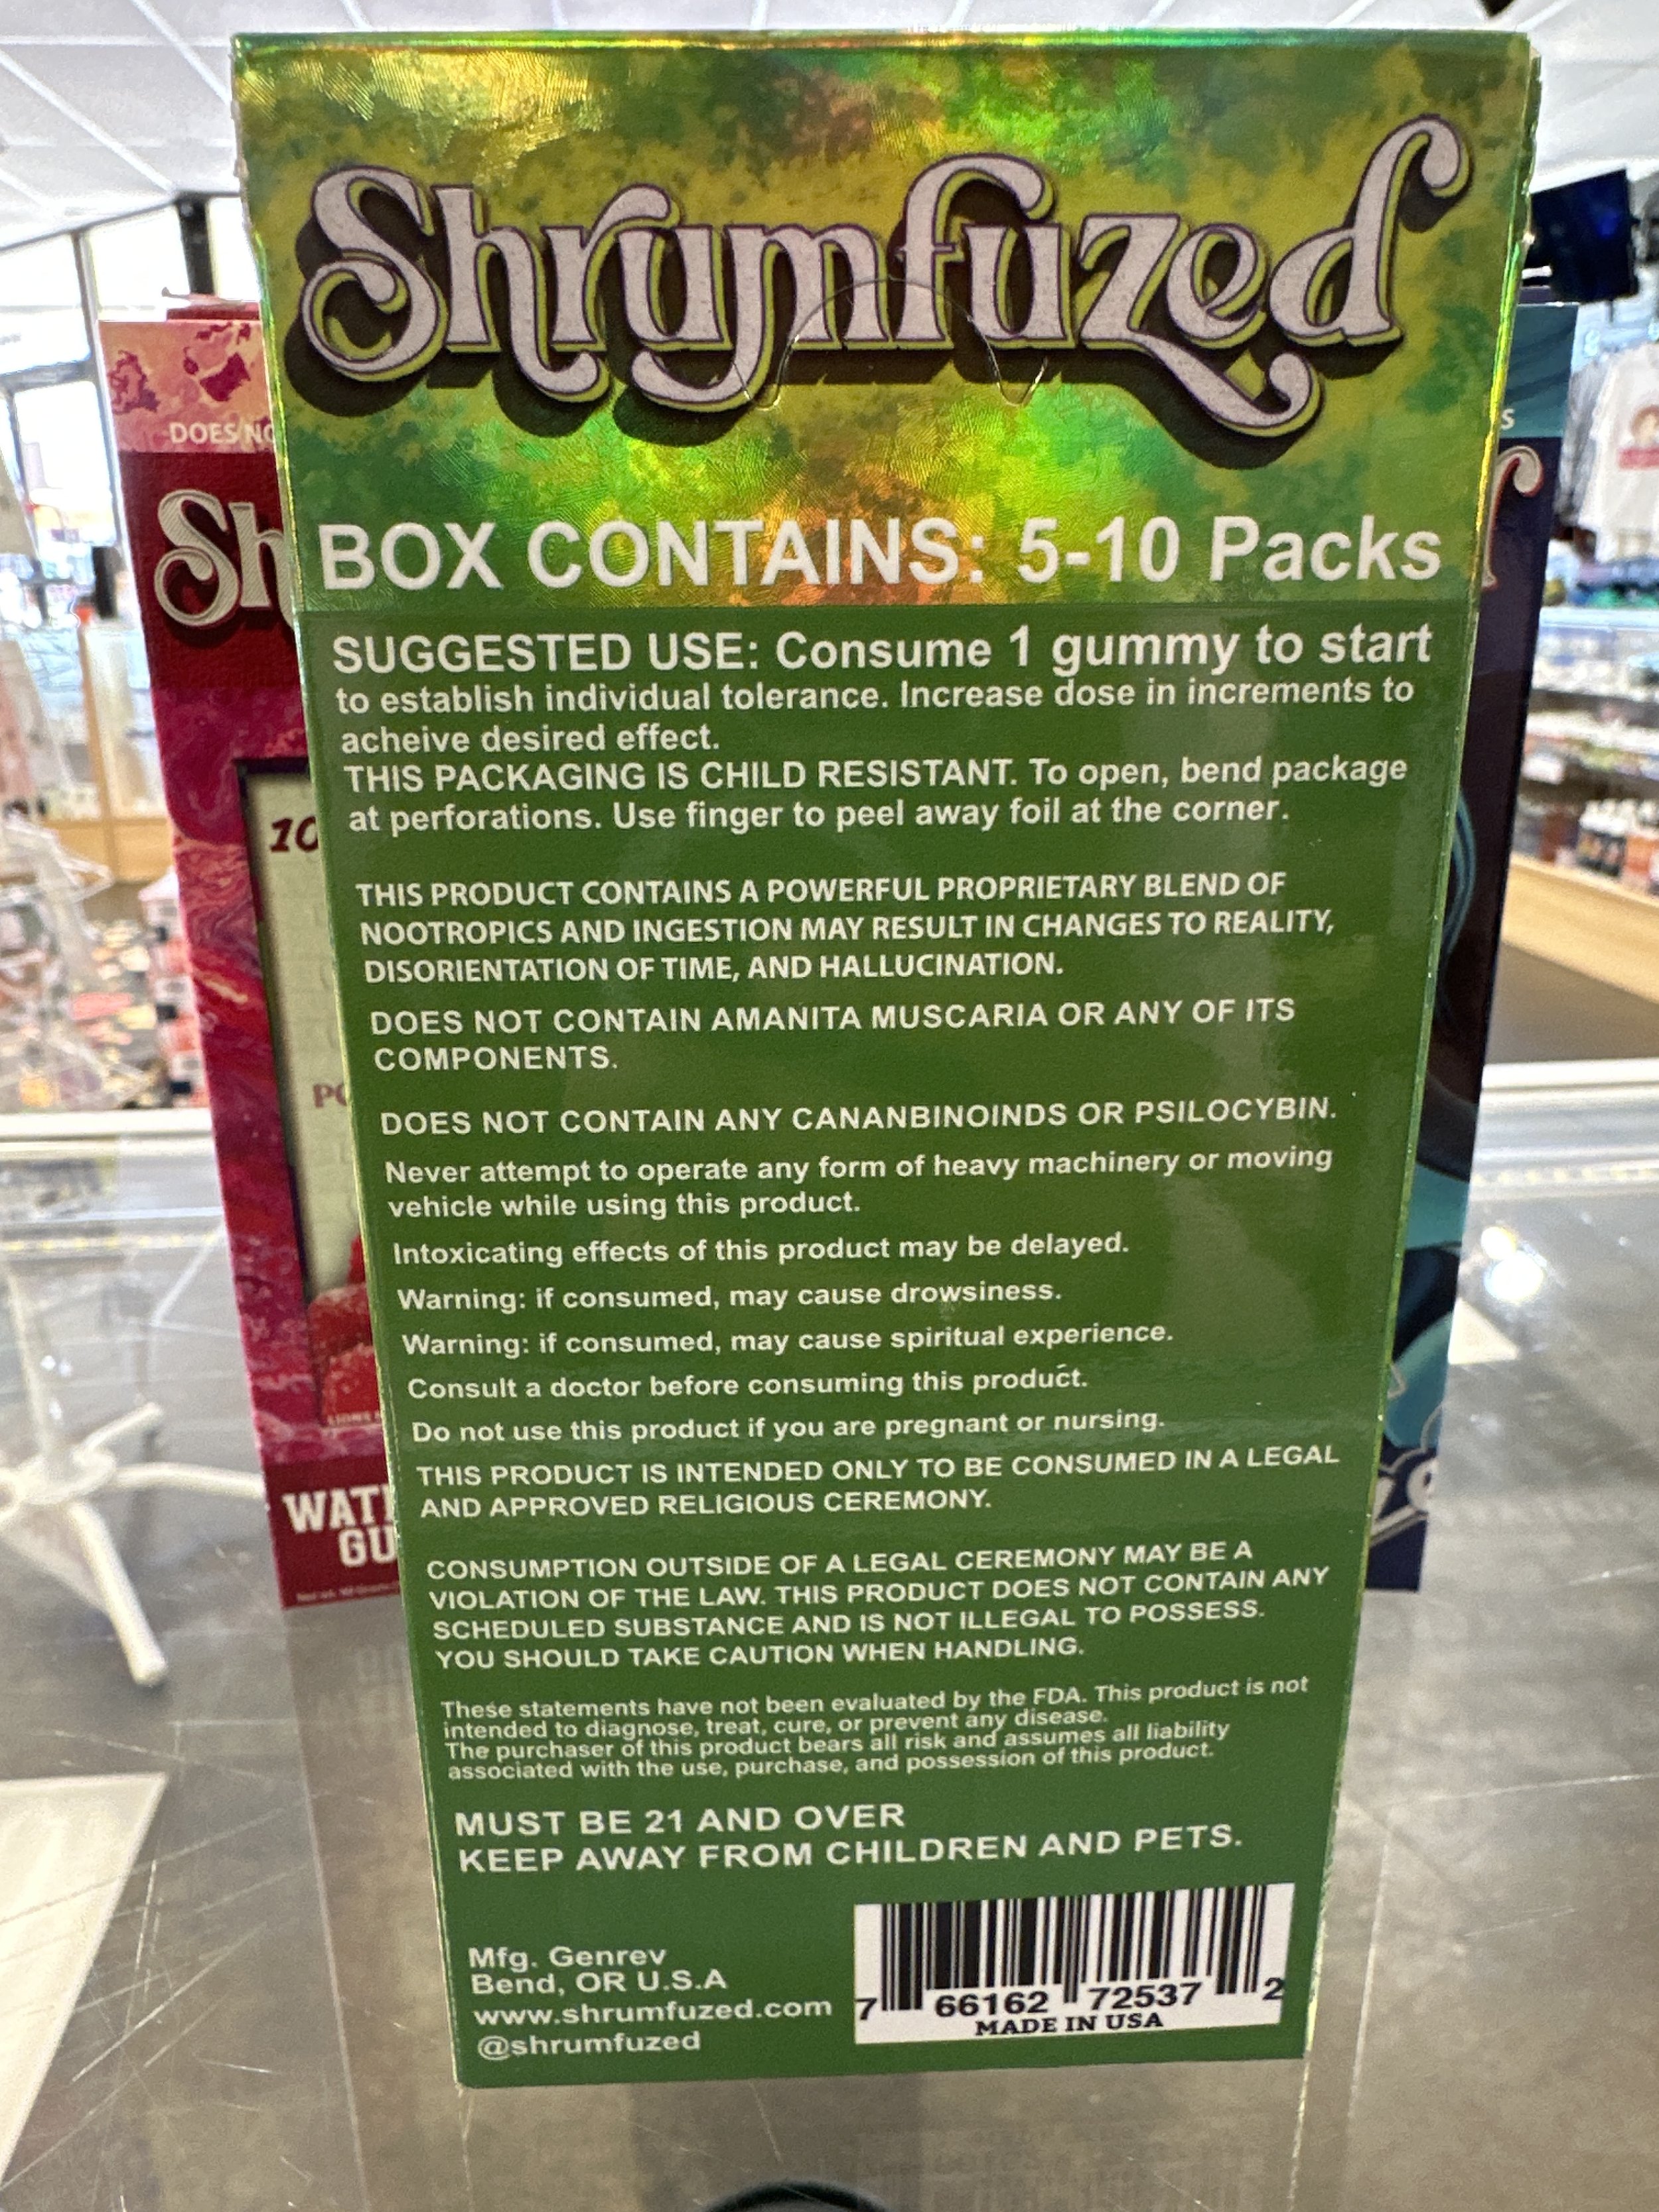 Shrumfuzed
BOX CONTAINS: 5-10 Packs
SUGGESTED USE: Consume 1 gummy to start
to establish individual tolerance. Increase dose in increments to
acheive desired effect.
THIS PACKAGING IS CHILD RESISTANT. To open, bend package
at perforations. Use finger to peel away foil at the corner.
THIS PRODUCT CONTAINS A POWERFUL PROPRIETARY BLEND OF
NOOTROPICS AND INGESTION MAY RESULT IN CHANGES TO REALITY,
DISORIENTATION OF TIME, AND HALLUCINATION.
DOES NOT CONTAIN AMANITA MUSCARIA OR ANY OF ITS
COMPONENTS.
DOES NOT CONTAIN ANY CANANBINOINDS OR PSILOCYBIN.
Never attempt to operate any form of heavy machinery or moving
vehicle while using this product.
Intoxicating effects of this product may be delayed.
Warning: if consumed, may cause drowsiness.
Warning: if consumed, may cause spiritual experience.
Consult a doctor before consuming this product.
Do not use this product if you are pregnant or nursing.
THIS PRODUCT IS INTENDED ONLY TO BE CONSUMED IN A LEGAL
AND APPROVED RELIGIOUS CEREMONY.
CONSUMPTION OUTSIDE OF A LEGAL CEREMONY MAY BE A
VIOLATION OF THE LAW. THIS PRODUCT DOES NOT CONTAIN ANY
SCHEDULED SUBSTANCE AND IS NOT ILLEGAL TO POSSESS.
YOU SHOULD TAKE CAUTION WHEN HANDLING.
These statements have not been evaluated by the FDA. This product is not
intended to diagnose, treat, cure, or prevent any disease.
The purchaser of this product bears all risk and assumes all liability
associated with the use, purchase, and possession of this product.
MUST BE 21 AND OVER
KEEP AWAY FROM CHILDREN AND PETS.
Mfg. Genrev
Bend, OR U.S.A
www.shrumfuzed.com
@shrumfuzed
7 66162 72537 2
MADE IN USA
DOES
Sh
10
WAT
GU